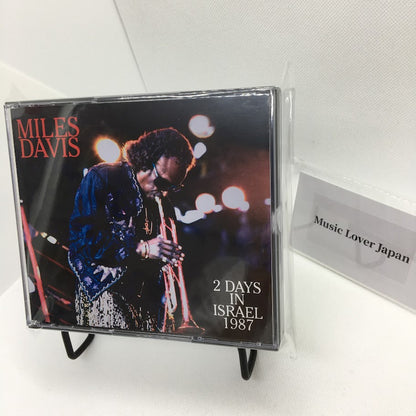 MILES
DAVIS
2 DAYS
IN
ISRAEL
1987
Music Lover Japan